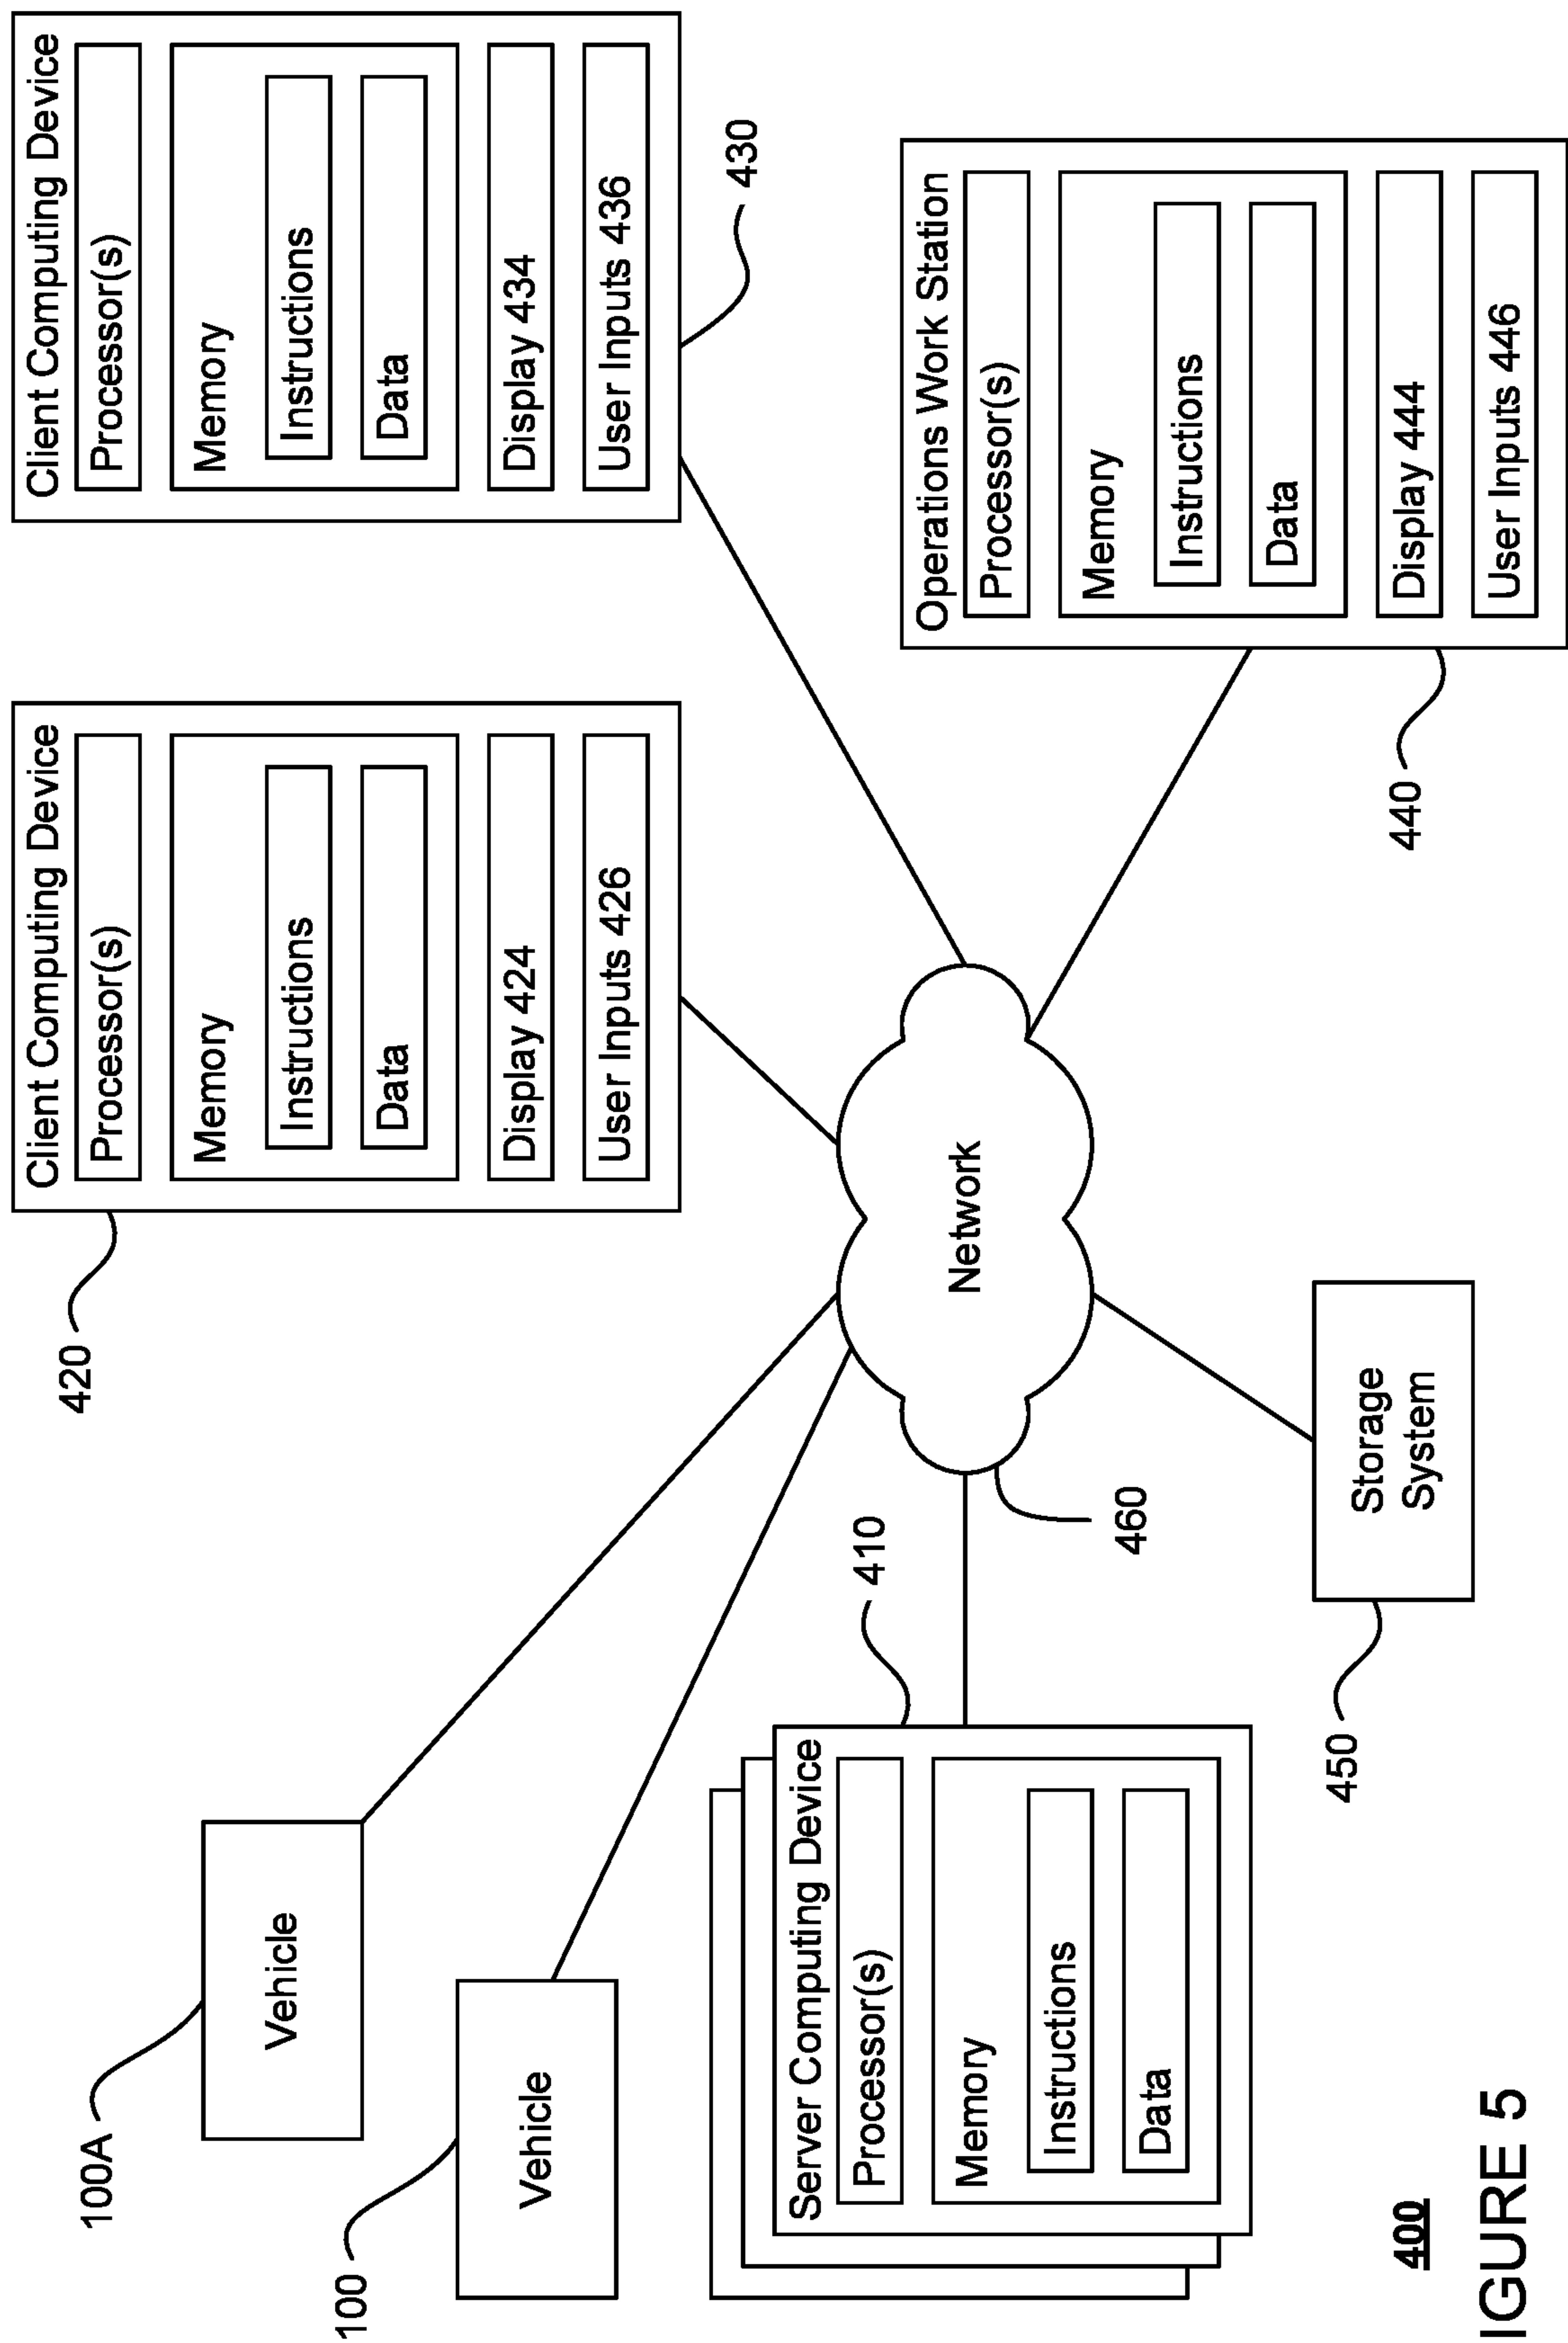 100A
Vehicle
100
Vehicle
420
Client Computing Device
Processor(s)
Memory
Instructions
Data
Display 424
User Inputs 426
Client Computing Device
Processor(s)
Memory
Instructions
Data
Display 434
User Inputs 436
430
Server Computing Device
Processor(s)
Memory
Instructions
Data
410
Network
460
Operations Work Station
Processor(s)
Memory
Instructions
Data
Display 444
User Inputs 446
440
Storage
System
450
400
IGURE 5